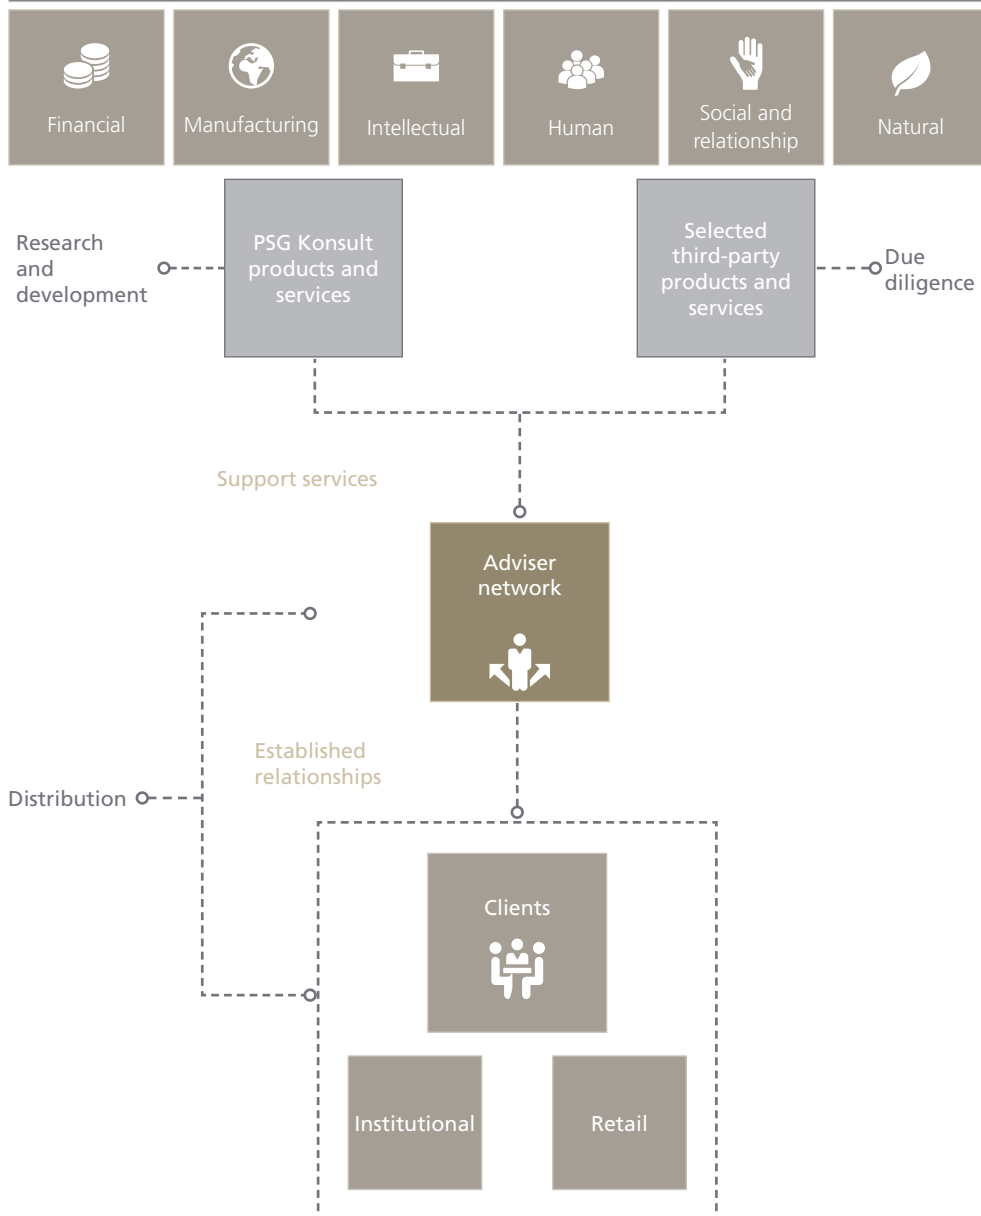 Financial
Manufacturing
Intellectual
Human
Social and
relationship
Natural
Research
and
development
PSG Konsult
products and
services
Selected
third-party
products and
services
Due
diligence
Support services
Adviser
network
Established
relationships
Distribution
Clients
Institutional
Retail